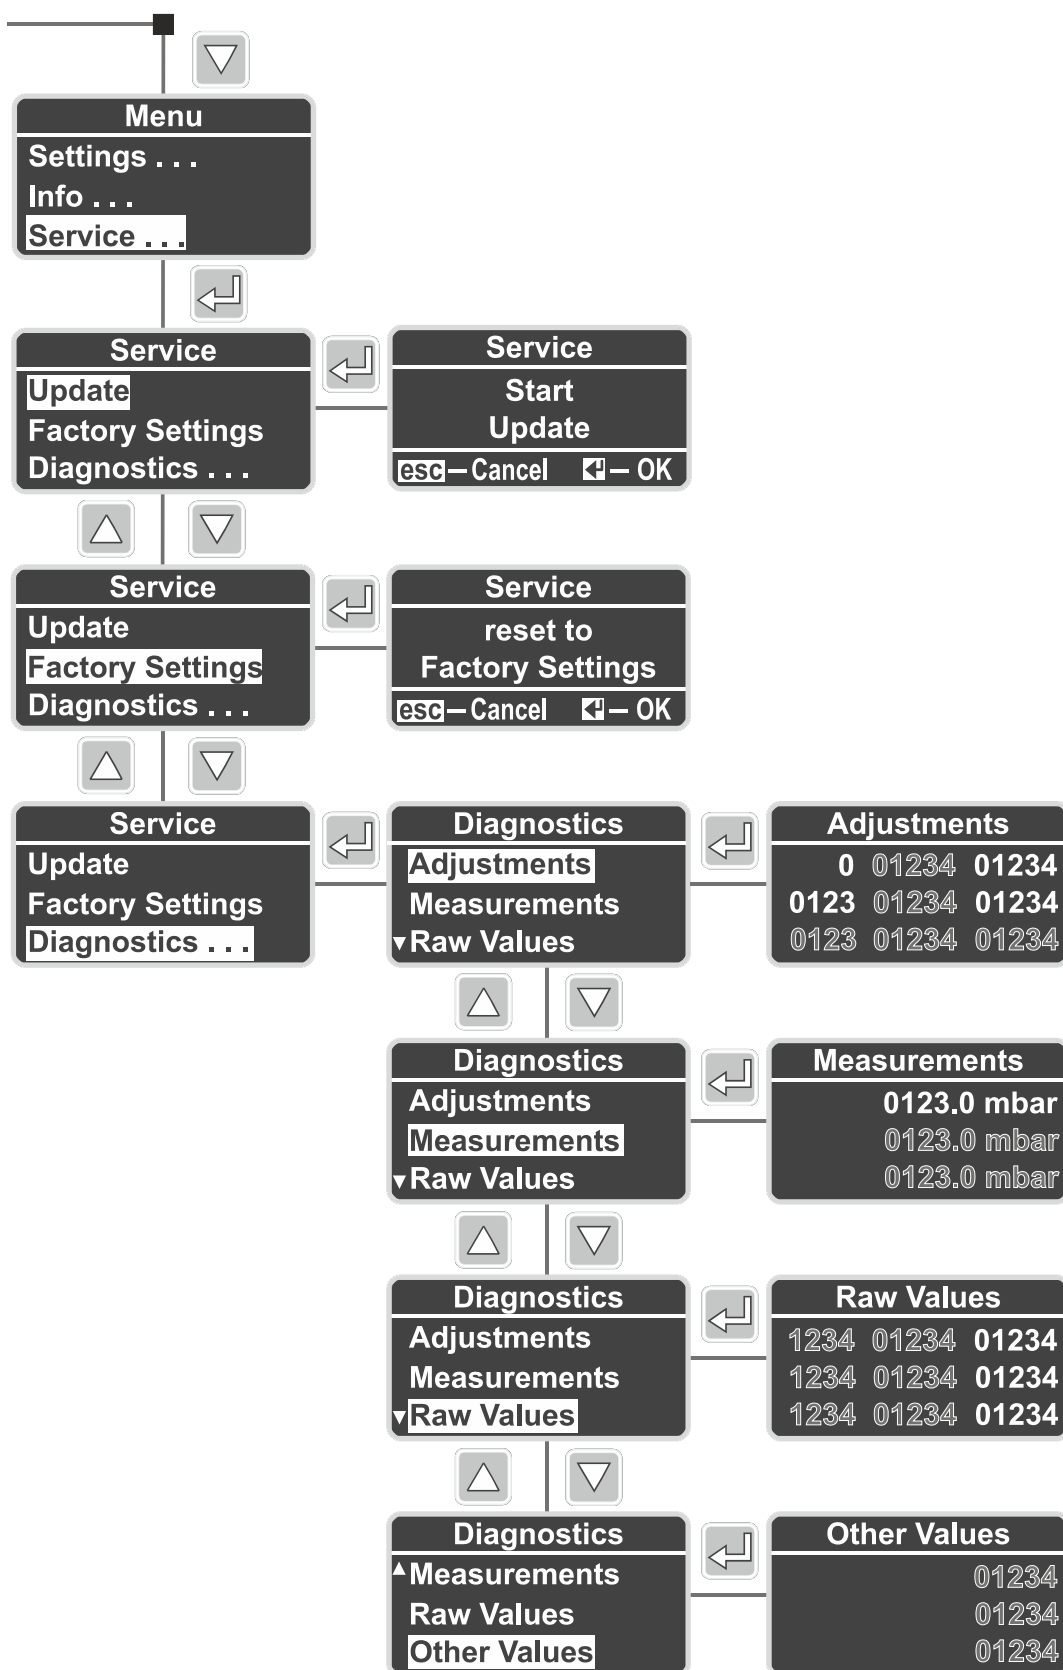 Menu
Settings . . .
Info . . .
Service . . .
Service
Update
Factory Settings
Diagnostics . . .
Service
Start
Update
esc – Cancel – OK
Service
Update
Factory Settings
Diagnostics . . .
Service
reset to
Factory Settings
esc – Cancel – OK
Service
Update
Factory Settings
Diagnostics . . .
Diagnostics
Adjustments
Measurements
Raw Values
Adjustments
0 01234 01234
0123 01234 01234
0123 01234 01234
Diagnostics
Adjustments
Measurements
Raw Values
Measurements
0123.0 mbar
0123.0 mbar
0123.0 mbar
Diagnostics
Adjustments
Measurements
Raw Values
Raw Values
1234 01234 01234
1234 01234 01234
1234 01234 01234
Diagnostics
Measurements
Raw Values
Other Values
Other Values
01234
01234
01234